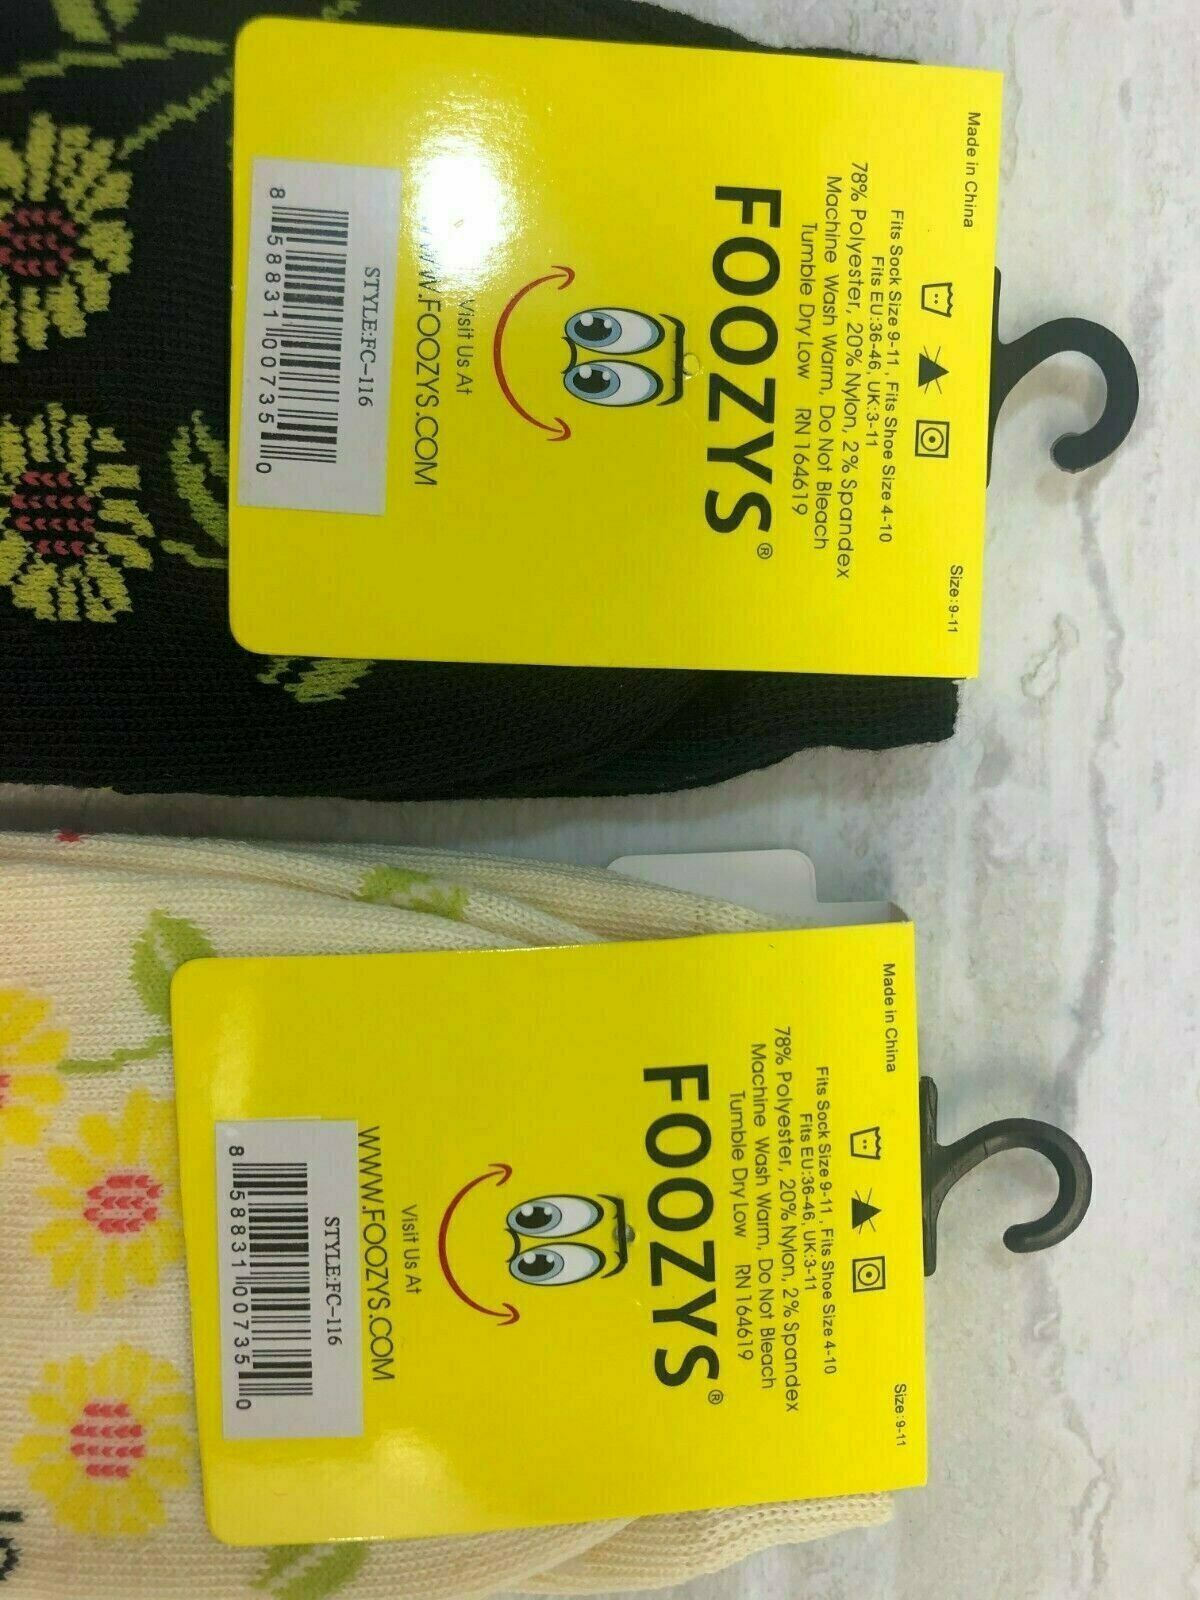 Made in China
Size:9-11
Fits Sock Size 9-11 , Fits Shoe Size 4-10
Fits EU:36-46, UK:3-11
78% Polyester, 20% Nylon, 2% Spandex
Machine Wash Warm, Do Not Bleach
Tumble Dry Low RN164619
FOOZYS®
Visit Us At
WWW.FOOZYS.COM
STYLE:FC-116
8 58831 00735 0
Made in China
Size:9-11
Fits Sock Size 9-11 , Fits Shoe Size 4-10
Fits EU:36-46, UK:3-11
78% Polyester, 20% Nylon, 2% Spandex
Machine Wash Warm, Do Not Bleach
Tumble Dry Low RN164619
FOOZYS®
Visit Us At
WWW.FOOZYS.COM
STYLE:FC-116
8 58831 00735 0